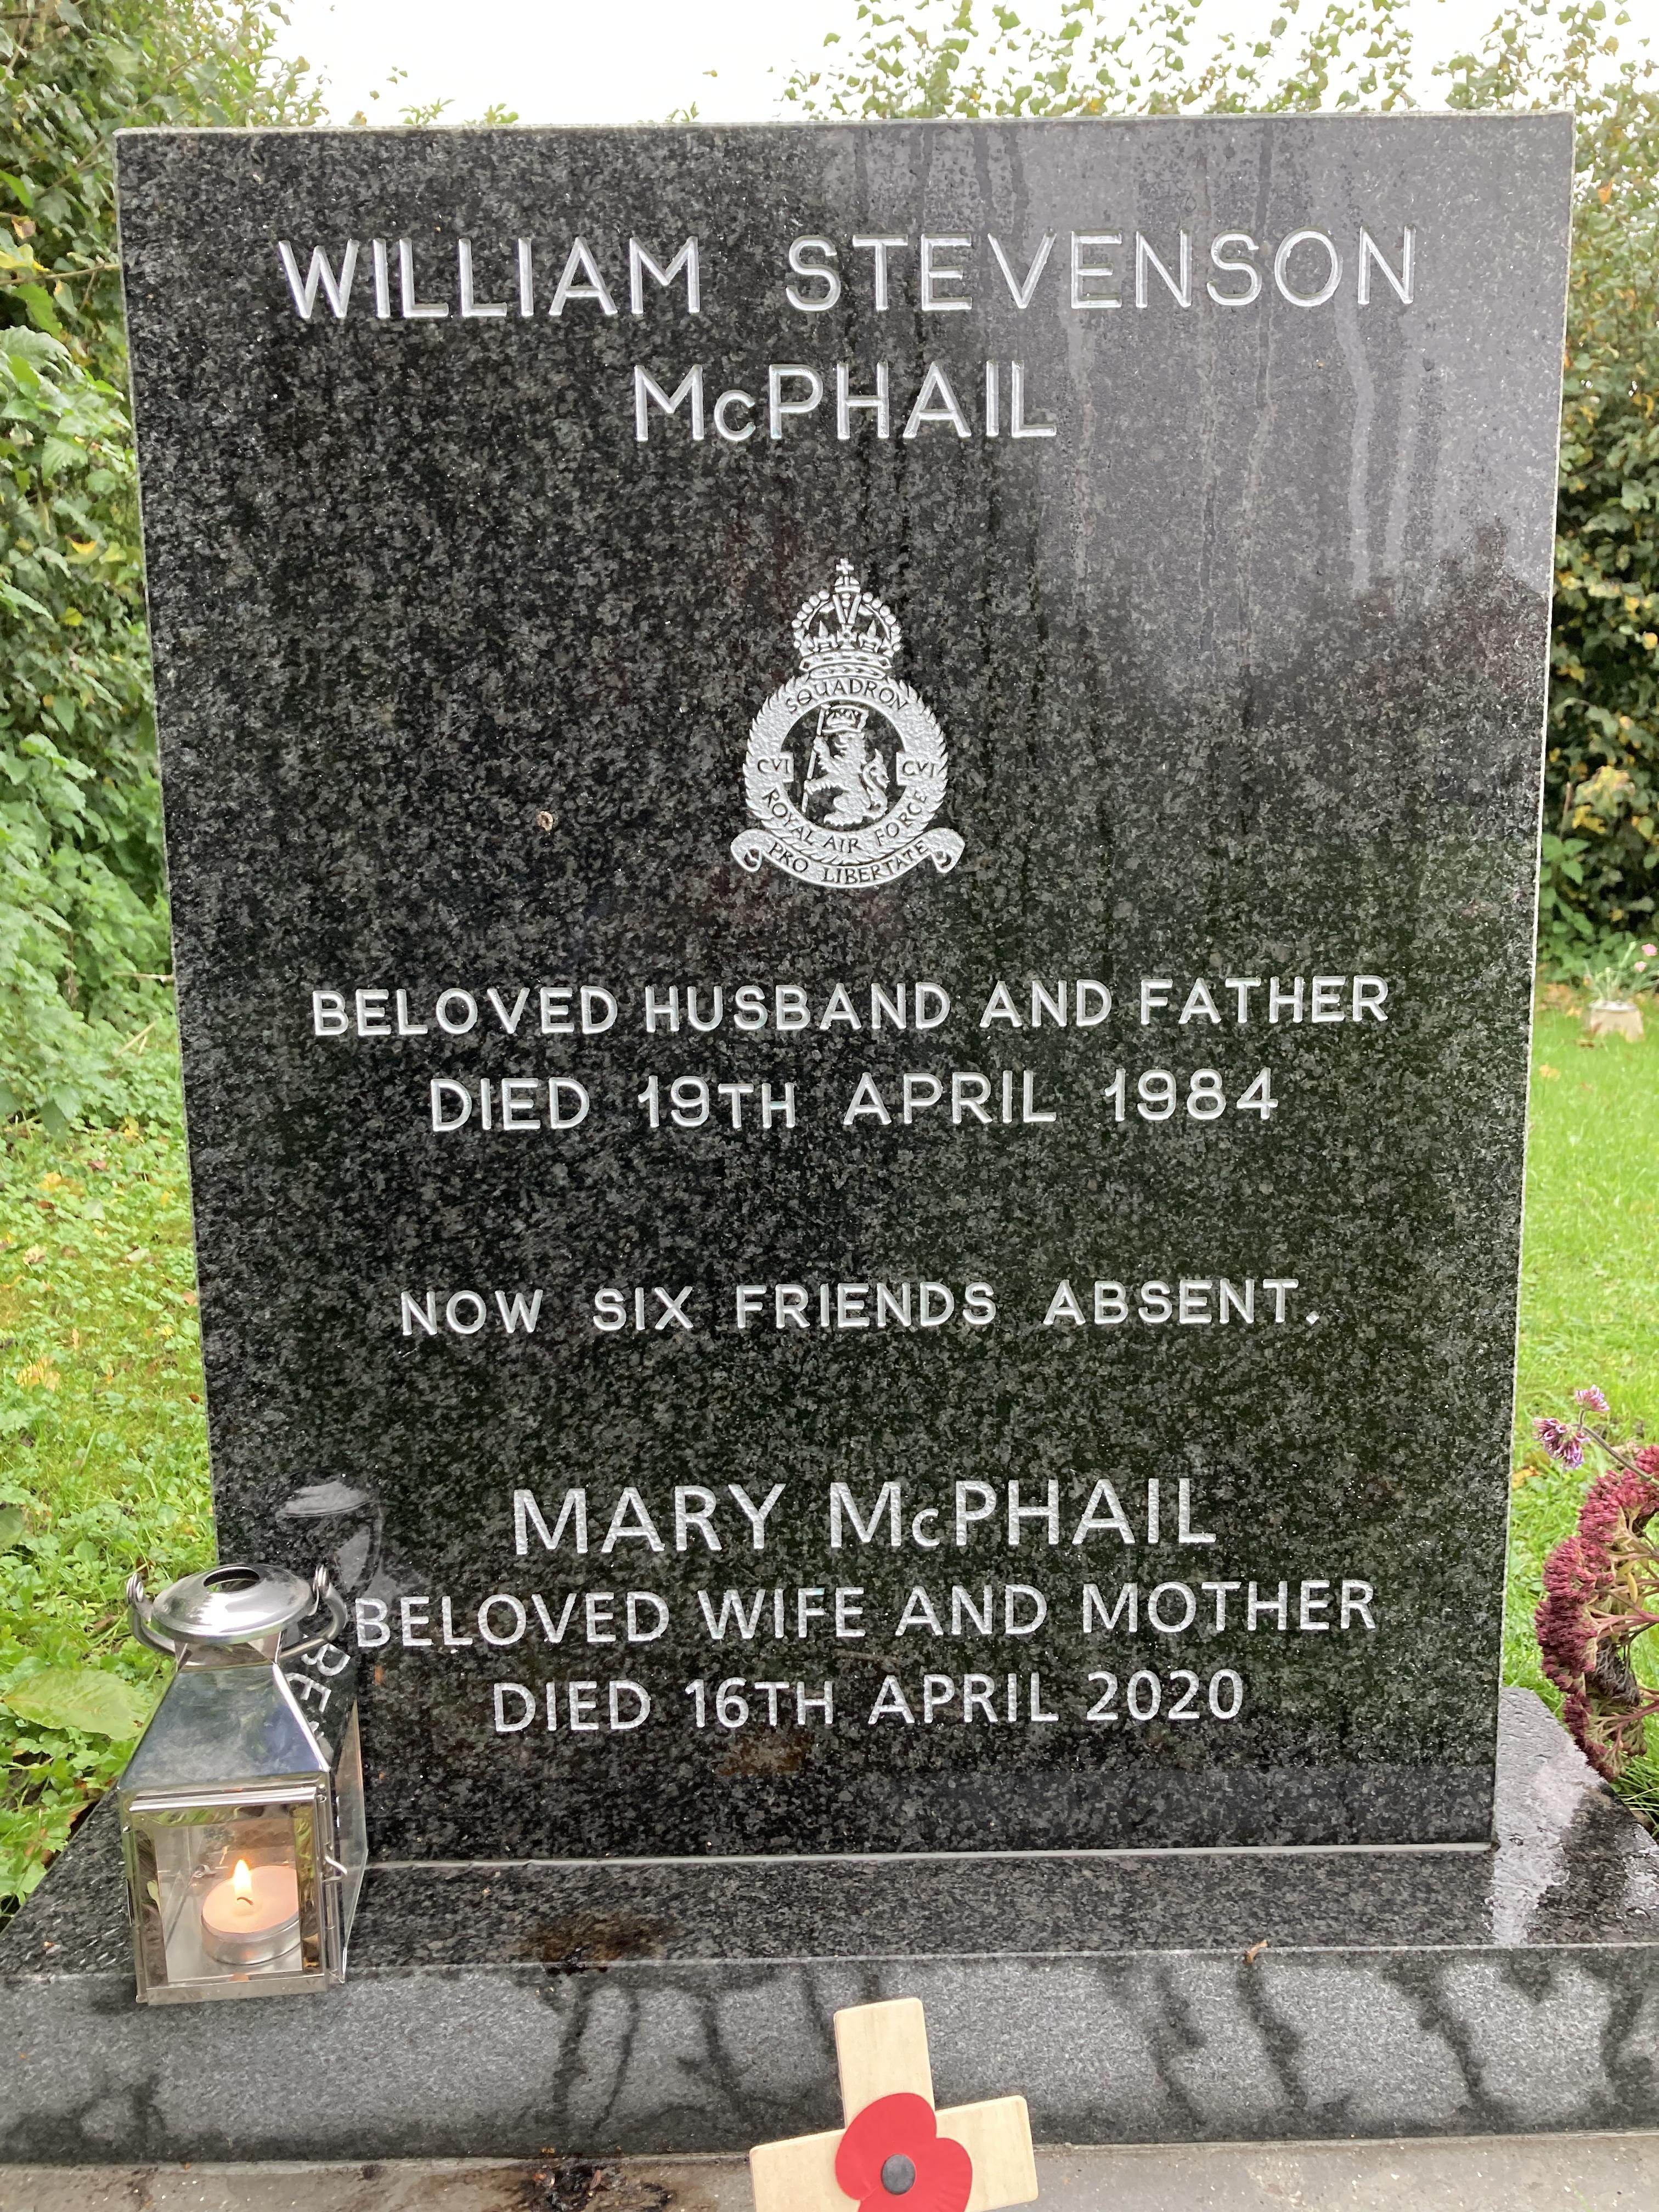 WILLIAM STEVENSON
McPHAIL
SQUADRON
CVI CVI
ROYAL AIR FORCE
PRO LIBERTATE
BELOVED HUSBAND AND FATHER
DIED 19TH APRIL 1984
NOW SIX FRIENDS ABSENT.
MARY McPHAIL
BELOVED WIFE AND MOTHER
DIED 16TH APRIL 2020